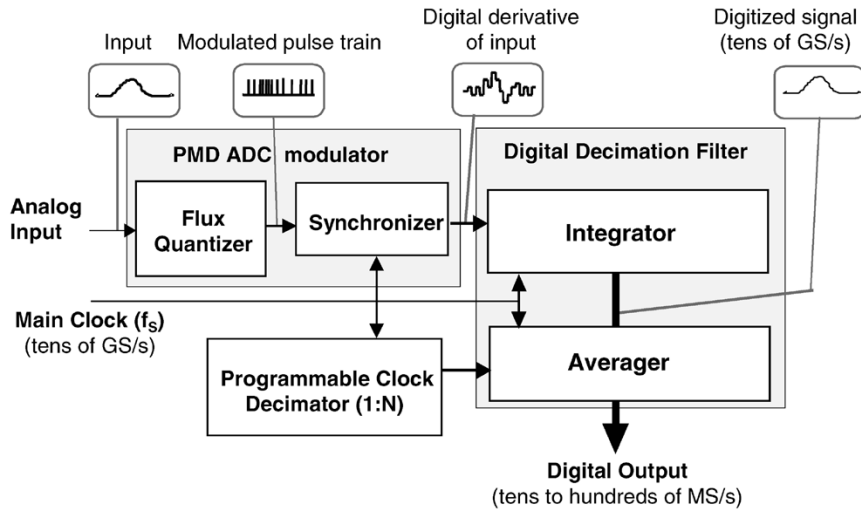 Input
Modulated pulse train
Digital derivative
of input
Digitized signal
(tens of GS/s)
PMD ADC modulator
Digital Decimation Filter
Analog
Input
Flux
Quantizer
Synchronizer
Integrator
Main Clock (fS)
(tens of GS/s)
Programmable Clock
Decimator (1:N)
Averager
Digital Output
(tens to hundreds of MS/s)